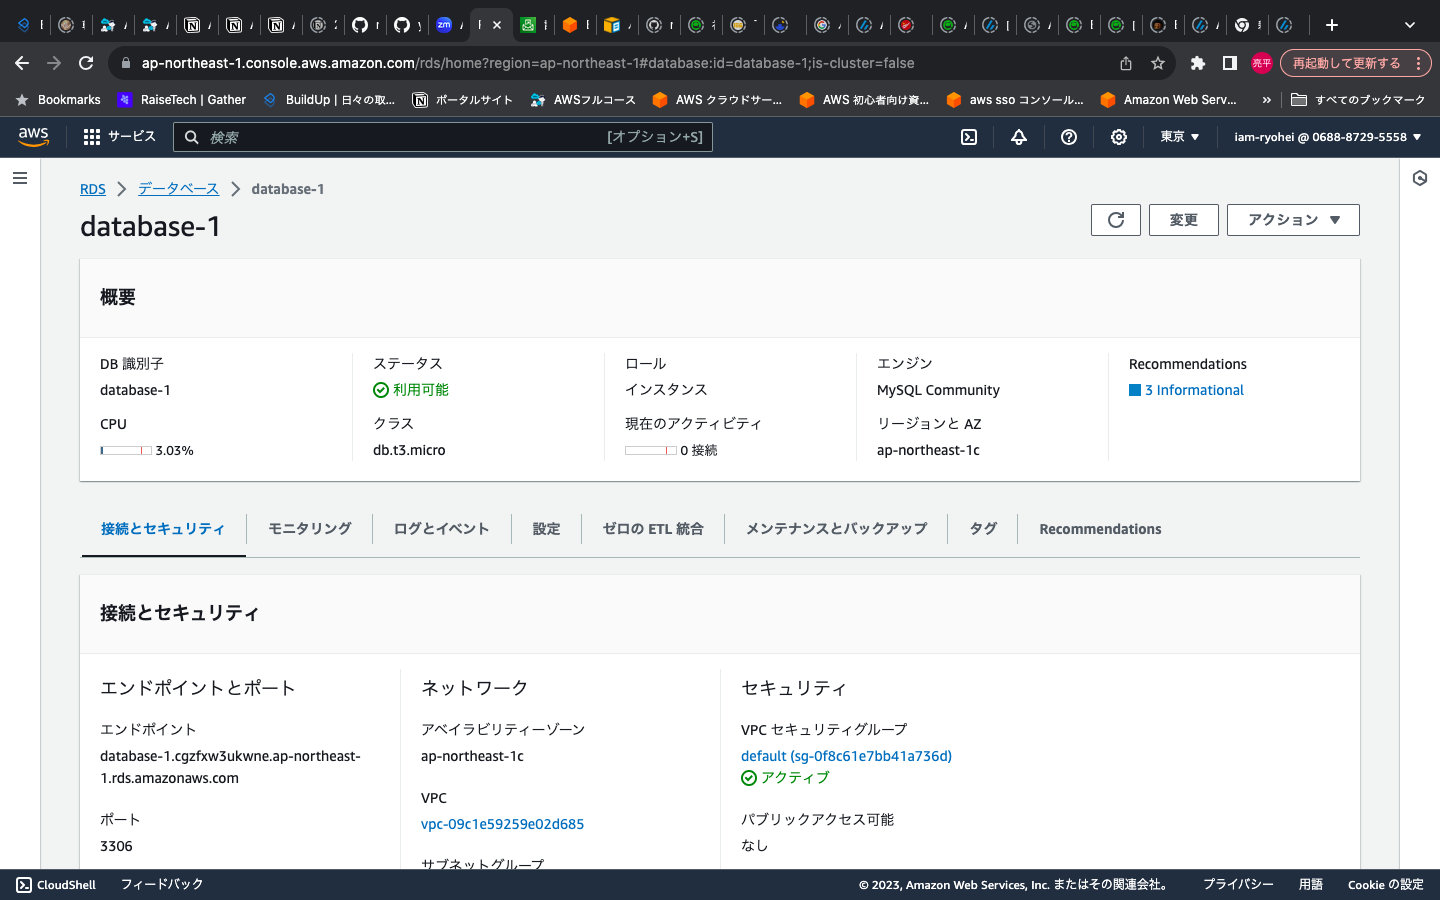 ap-northeast-1.console.aws.amazon.com/rds/home?region=ap-northeast-1#database:id=database-1;is-cluster=false
亮平
再起動して更新する
Bookmarks
RaiseTech | Gather
BuildUp | 日々の取...
ポータルサイト
AWSフルコース
AWS クラウドサー...
AWS 初心者向け資...
aws sso コンソール...
Amazon Web Serv...
»
すべてのブックマーク
aws
サービス
検索
[オプション+S]
東京
iam-ryohei @ 0688-8729-5558
RDS
データベース
database-1
database-1
変更
アクション
概要
DB 識別子
database-1
ステータス
利用可能
ロール
インスタンス
エンジン
MySQL Community
Recommendations
3 Informational
CPU
3.03%
クラス
db.t3.micro
現在のアクティビティ
0 接続
リージョンと AZ
ap-northeast-1c
接続とセキュリティ
モニタリング
ログとイベント
設定
ゼロの ETL 統合
メンテナンスとバックアップ
タグ
Recommendations
接続とセキュリティ
エンドポイントとポート
エンドポイント
database-1.cgzfxw3ukwne.ap-northeast-
1.rds.amazonaws.com
ポート
3306
ネットワーク
アベイラビリティーゾーン
ap-northeast-1c
VPC
vpc-09c1e59259e02d685
サブネットグループ
セキュリティ
VPC セキュリティグループ
default (sg-0f8c61e7bb41a736d)
アクティブ
パブリックアクセス可能
なし
CloudShell
フィードバック
© 2023, Amazon Web Services, Inc. またはその関連会社。
プライバシー
用語
Cookie の設定